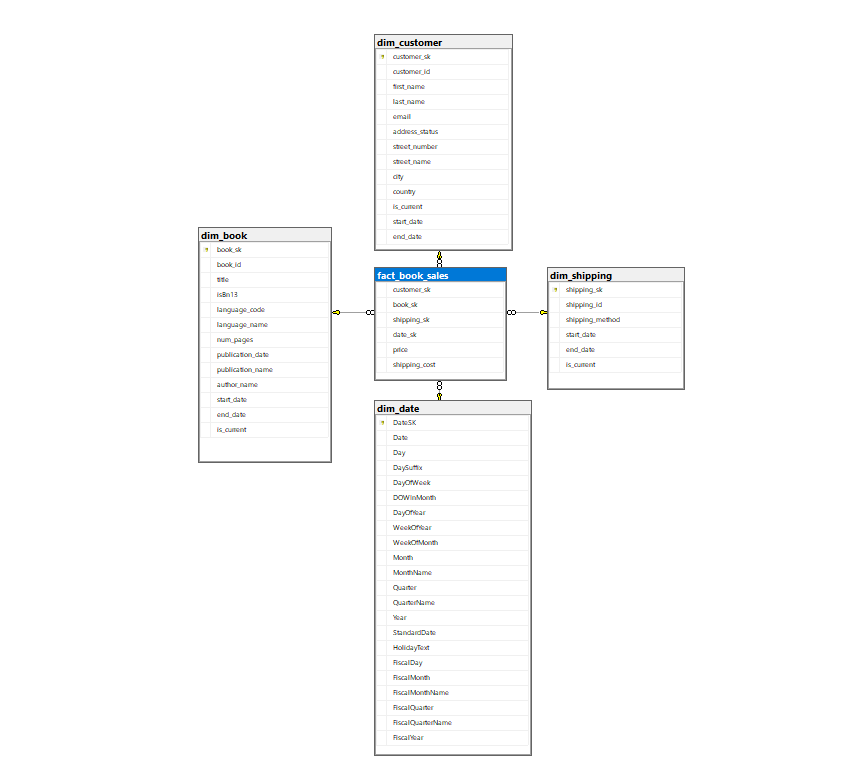 dim_customer
customer_sk
customer_id
first_name
last_name
email
address_status
street_number
street_name
city
country
is_current
start_date
end_date
dim_book
book_sk
book_id
title
isBn13
language_code
language_name
num_pages
publication_date
publication_name
author_name
start_date
end_date
is_current
fact_book_sales
customer_sk
book_sk
shipping_sk
date_sk
price
shipping_cost
dim_shipping
shipping_sk
shipping_id
shipping_method
start_date
end_date
is_current
dim_date
DateSK
Date
Day
DaySuffix
DayOfWeek
DOWInMonth
DayOfYear
WeekOfYear
WeekOfMonth
Month
MonthName
Quarter
QuarterName
Year
StandardDate
HolidayText
FiscalDay
FiscalMonth
FiscalMonthName
FiscalQuarter
FiscalQuarterName
FiscalYear